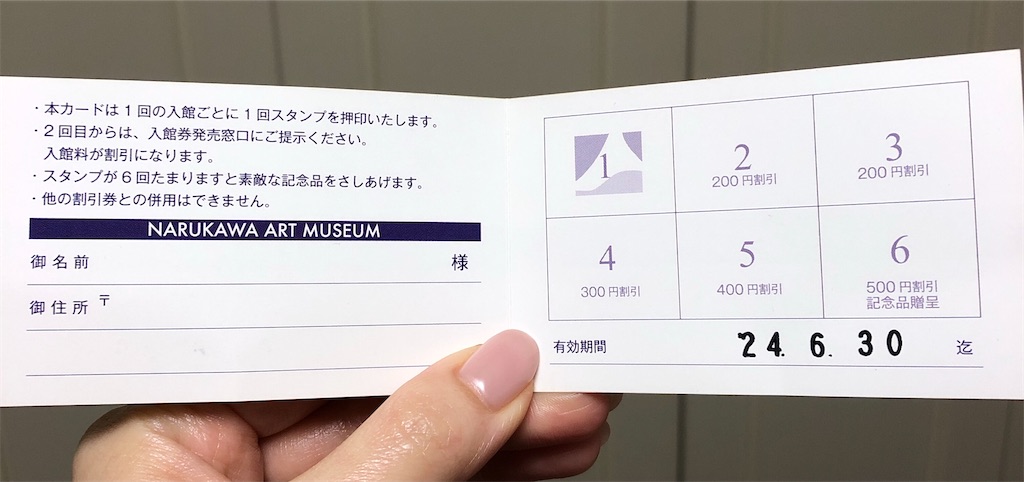 ・本カードは1回の入館ごとに1回スタンプを押印いたします。
・2回目からは、入館券発売窓口にご提示ください。
入館料が割引になります。
・スタンプが6回たまりますと素敵な記念品をさしあげます。
・他の割引券との併用はできません。
NARUKAWA ART MUSEUM
御名前 様
御住所 〒
1
2
200円割引
3
200円割引
4
300円割引
5
400円割引
6
500円割引
記念品贈呈
有効期間 24. 6. 30 迄